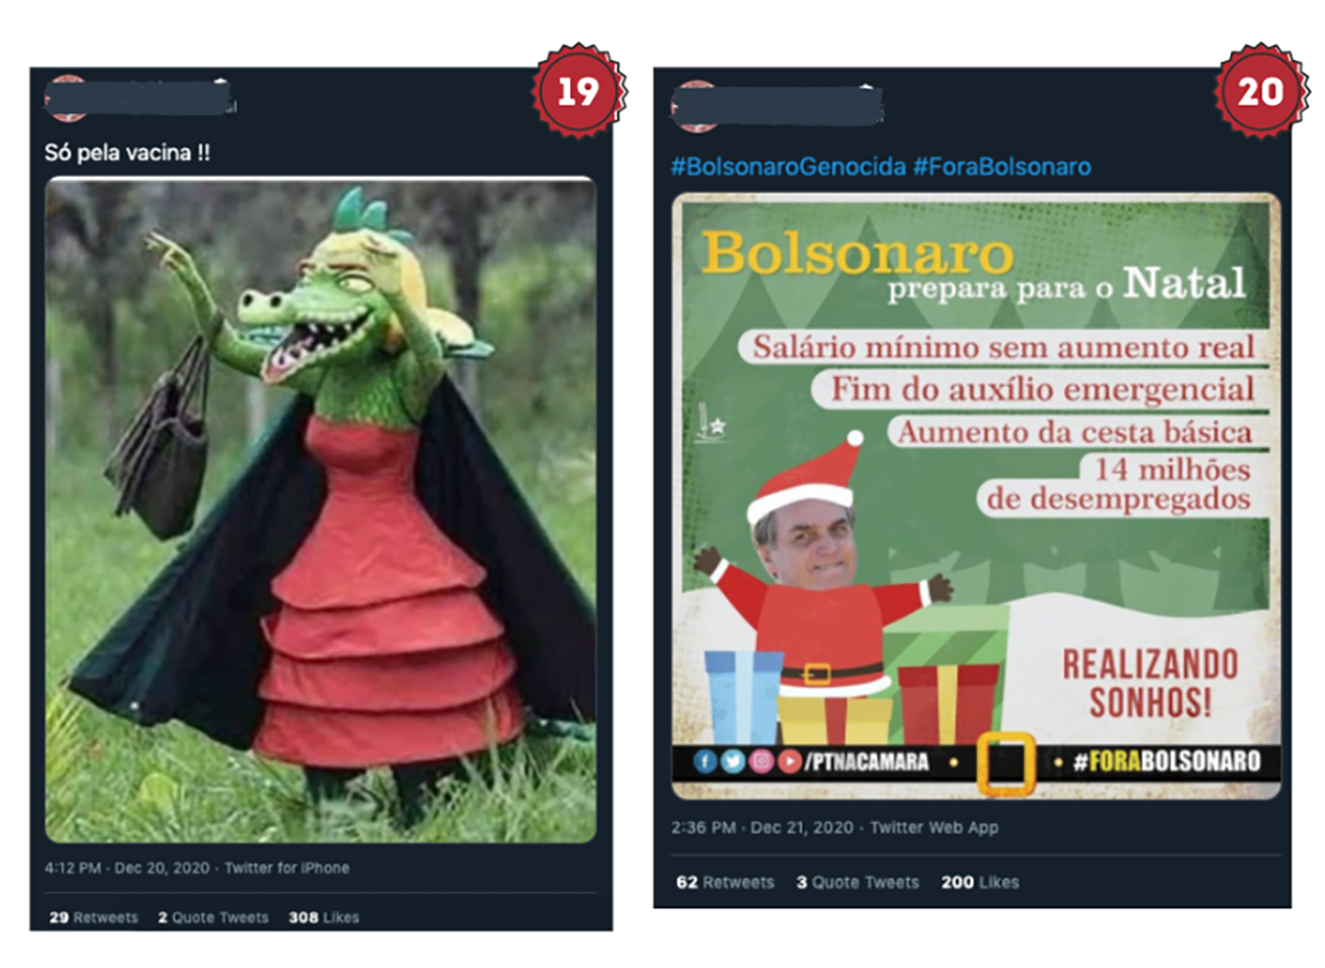 19
Só pela vacina !!
4:12 PM · Dec 20, 2020 · Twitter for iPhone
29 Retweets 2 Quote Tweets 308 Likes
20
#BolsonaroGenocida #ForaBolsonaro
Bolsonaro
prepara para o Natal
Salário mínimo sem aumento real
Fim do auxílio emergencial
Aumento da cesta básica
14 milhões
de desempregados
REALIZANDO
SONHOS!
/PTNACAMARA
#FORABOLSONARO
2:36 PM · Dec 21, 2020 · Twitter Web App
62 Retweets 3 Quote Tweets 200 Likes